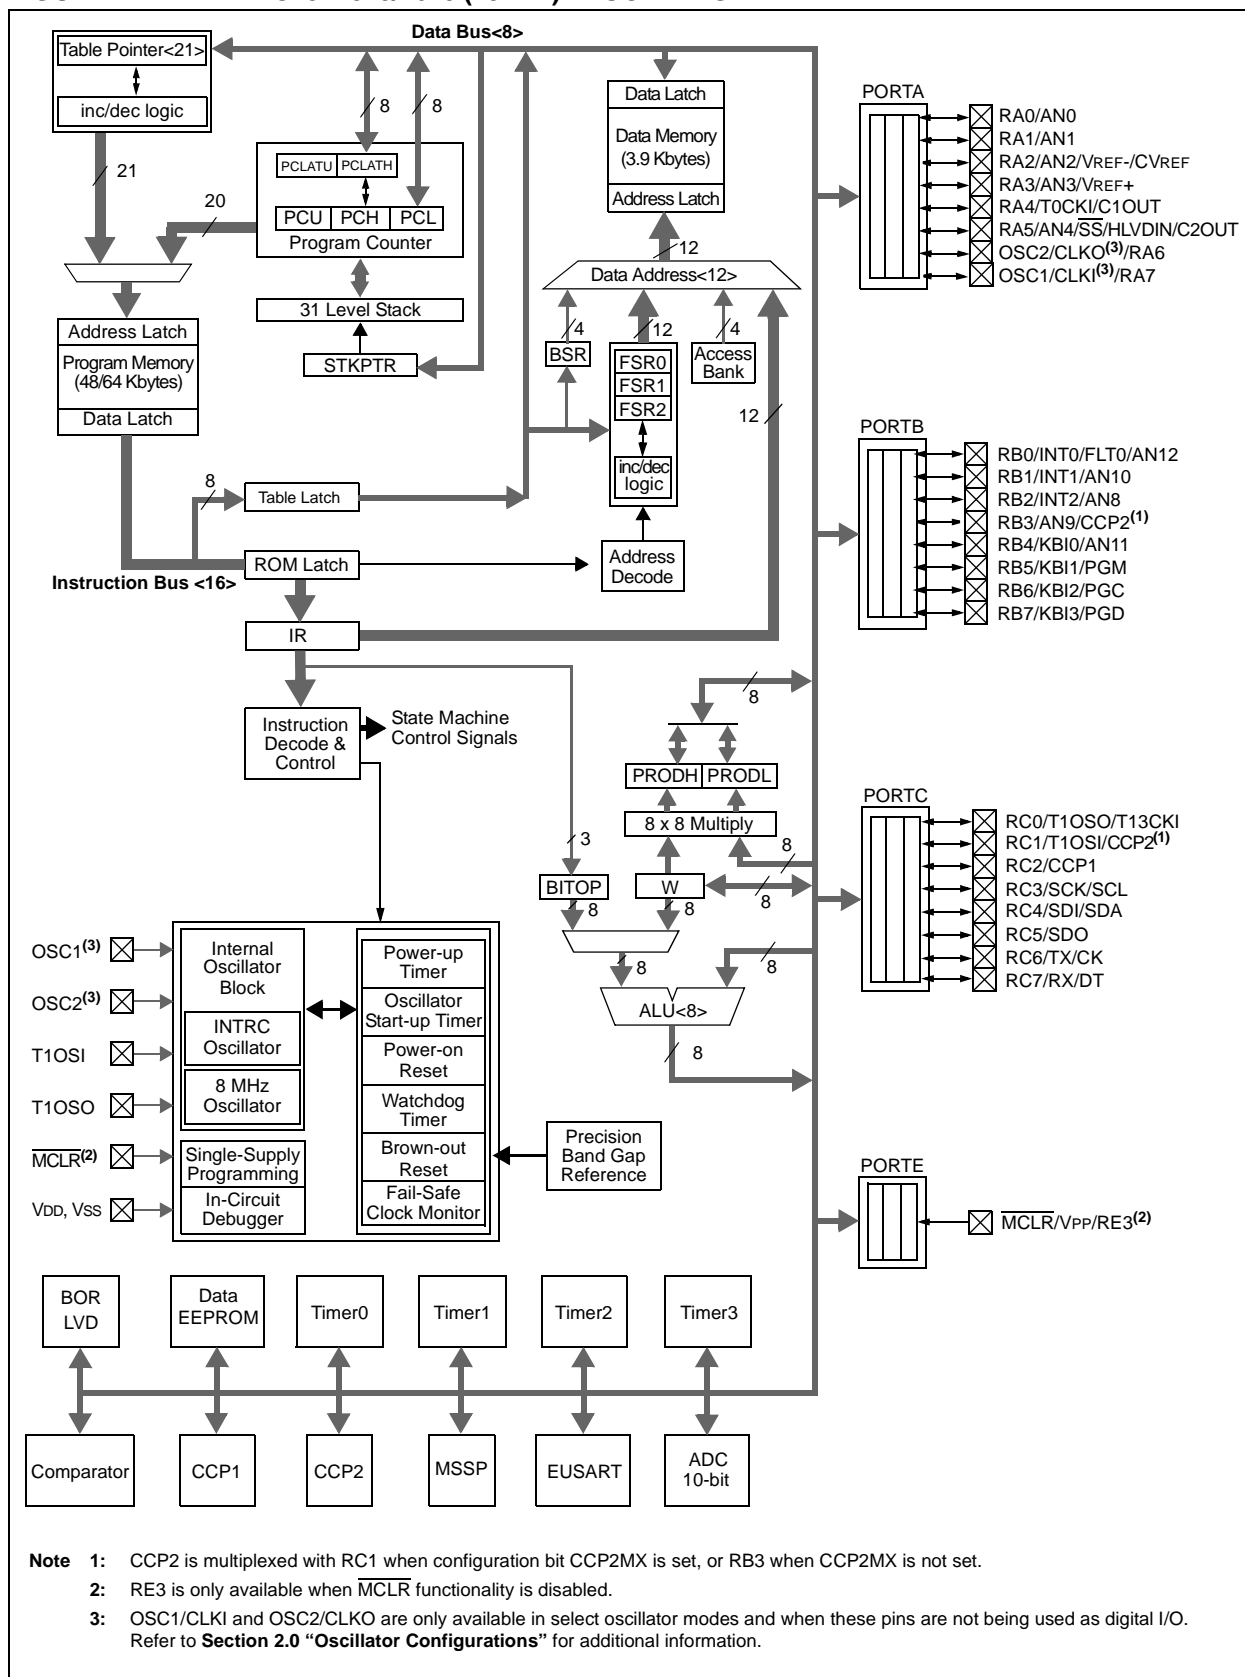 Data Bus<8>
Table Pointer<21>
inc/dec logic
21
20
8
8
PCLATU PCLATH
PCU PCH PCL
Program Counter
31 Level Stack
STKPTR
Address Latch
Program Memory
(48/64 Kbytes)
Data Latch
Data Latch
Data Memory
(3.9 Kbytes)
Address Latch
12
Data Address<12>
4
12
4
BSR
FSR0
FSR1
FSR2
inc/dec
logic
Access
Bank
12
8
Table Latch
ROM Latch
Instruction Bus <16>
Address
Decode
IR
Instruction
Decode &
Control
State Machine
Control Signals
8
PRODH PRODL
8 x 8 Multiply
3
8
BITOP
W
8
8
8
8
8
ALU<8>
8
PORTA
RA0/AN0
RA1/AN1
RA2/AN2/VREF-/CVREF
RA3/AN3/VREF+
RA4/T0CKI/C1OUT
RA5/AN4/SS/HLVDIN/C2OUT
OSC2/CLKO(3)/RA6
OSC1/CLKI(3)/RA7
PORTB
RB0/INT0/FLT0/AN12
RB1/INT1/AN10
RB2/INT2/AN8
RB3/AN9/CCP2(1)
RB4/KBI0/AN11
RB5/KBI1/PGM
RB6/KBI2/PGC
RB7/KBI3/PGD
PORTC
RC0/T1OSO/T13CKI
RC1/T1OSI/CCP2(1)
RC2/CCP1
RC3/SCK/SCL
RC4/SDI/SDA
RC5/SDO
RC6/TX/CK
RC7/RX/DT
PORTE
MCLR/VPP/RE3(2)
OSC1(3)
OSC2(3)
T1OSI
T1OSO
MCLR(2)
VDD, VSS
Internal
Oscillator
Block
INTRC
Oscillator
8 MHz
Oscillator
Single-Supply
Programming
In-Circuit
Debugger
Power-up
Timer
Oscillator
Start-up Timer
Power-on
Reset
Watchdog
Timer
Brown-out
Reset
Fail-Safe
Clock Monitor
Precision
Band Gap
Reference
BOR
LVD
Data
EEPROM
Timer0
Timer1
Timer2
Timer3
Comparator
CCP1
CCP2
MSSP
EUSART
ADC
10-bit
Note 1: CCP2 is multiplexed with RC1 when configuration bit CCP2MX is set, or RB3 when CCP2MX is not set.
2: RE3 is only available when MCLR functionality is disabled.
3: OSC1/CLKI and OSC2/CLKO are only available in select oscillator modes and when these pins are not being used as digital I/O.
Refer to Section 2.0 “Oscillator Configurations” for additional information.